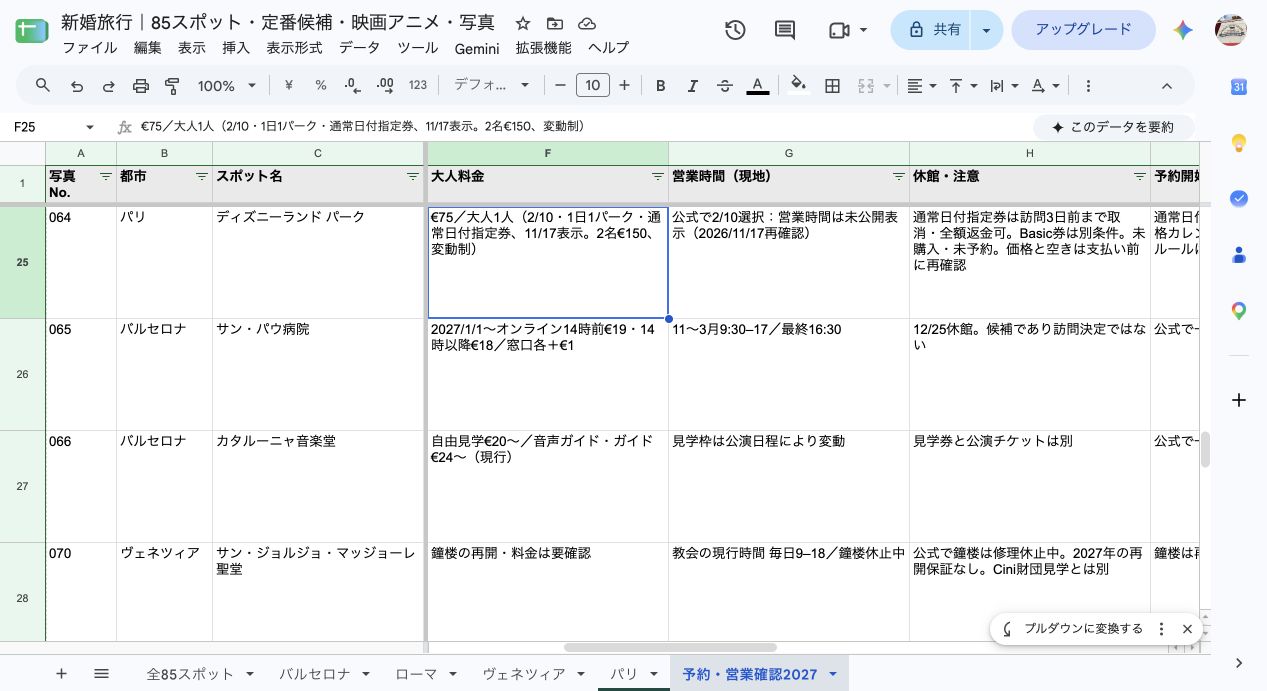 新婚旅行｜85スポット・定番候補・映画アニメ・写真
ファイル 編集 表示 挿入 表示形式 データ ツール Gemini 拡張機能 ヘルプ
共有
アップグレード
100% ¥ % .0 .00 123 デフォ... 10 B I S A
31
F25
fx €75／大人1人（2/10・1日1パーク・通常日付指定券、11/17表示。2名€150、変動制）
このデータを要約
A B C F G H
1
写真 No.
都市
スポット名
大人料金
営業時間（現地）
休館・注意
予約開始
25
064
パリ
ディズニーランド パーク
€75／大人1人（2/10・1日1パーク・通
常日付指定券、11/17表示。2名€150、
変動制）
公式で2/10選択：営業時間は未公開表
示（2026/11/17再確認）
通常日付指定券は訪問3日前まで取
消・全額返金可。Basic券は別条件。未
購入・未予約。価格と空きは支払い前
に再確認
通常日付
格カレン
ルールに
26
065
バルセロナ
サン・パウ病院
2027/1/1〜オンライン14時前€19・14
時以降€18／窓口各＋€1
11〜3月9:30–17／最終16:30
12/25休館。候補であり訪問決定ではな
い
公式で
27
066
バルセロナ
カタルーニャ音楽堂
自由見学€20〜／音声ガイド・ガイド
€24〜（現行）
見学枠は公演日程により変動
見学券と公演チケットは別
公式で
28
070
ヴェネツィア
サン・ジョルジョ・マッジョーレ
聖堂
鐘楼の再開・料金は要確認
教会の現行時間 毎日9–18／鐘楼休止中
公式で鐘楼は修理休止中。2027年の再
開保証なし。Cini財団見学とは別
鐘楼は再
プルダウンに変換する
全85スポット バルセロナ ローマ ヴェネツィア パリ 予約・営業確認2027